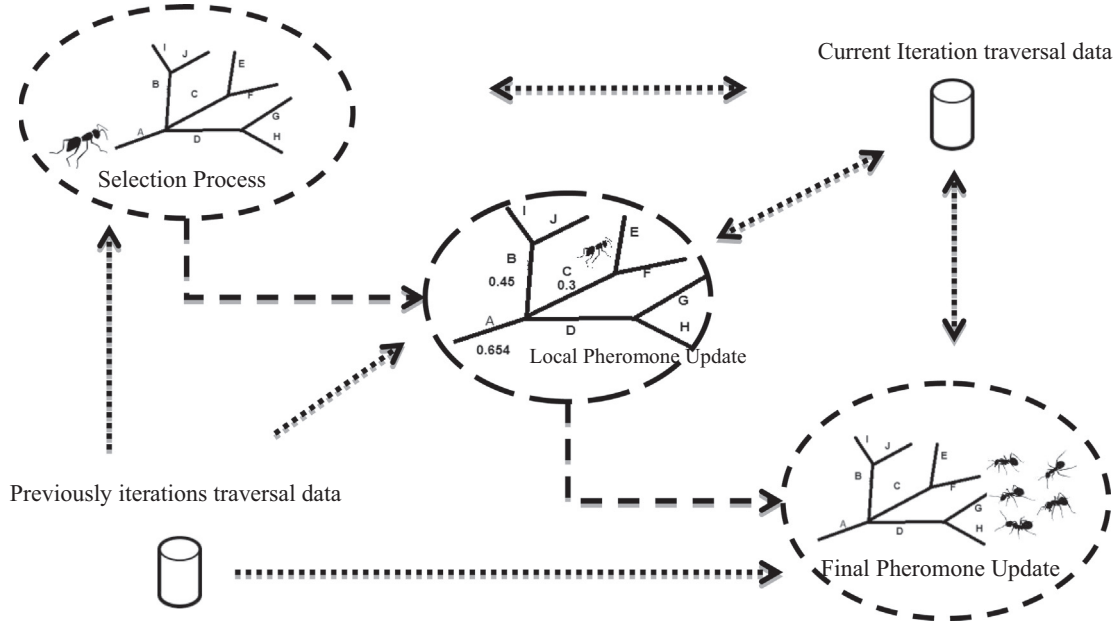 I
J
E
B
C
F
G
A
D
H
Selection Process
Current Iteration traversal data
I
J
E
B
C
F
0.45
0.3
G
A
D
H
0.654
Local Pheromone Update
Previously iterations traversal data
I
J
E
B
C
F
G
A
D
H
Final Pheromone Update